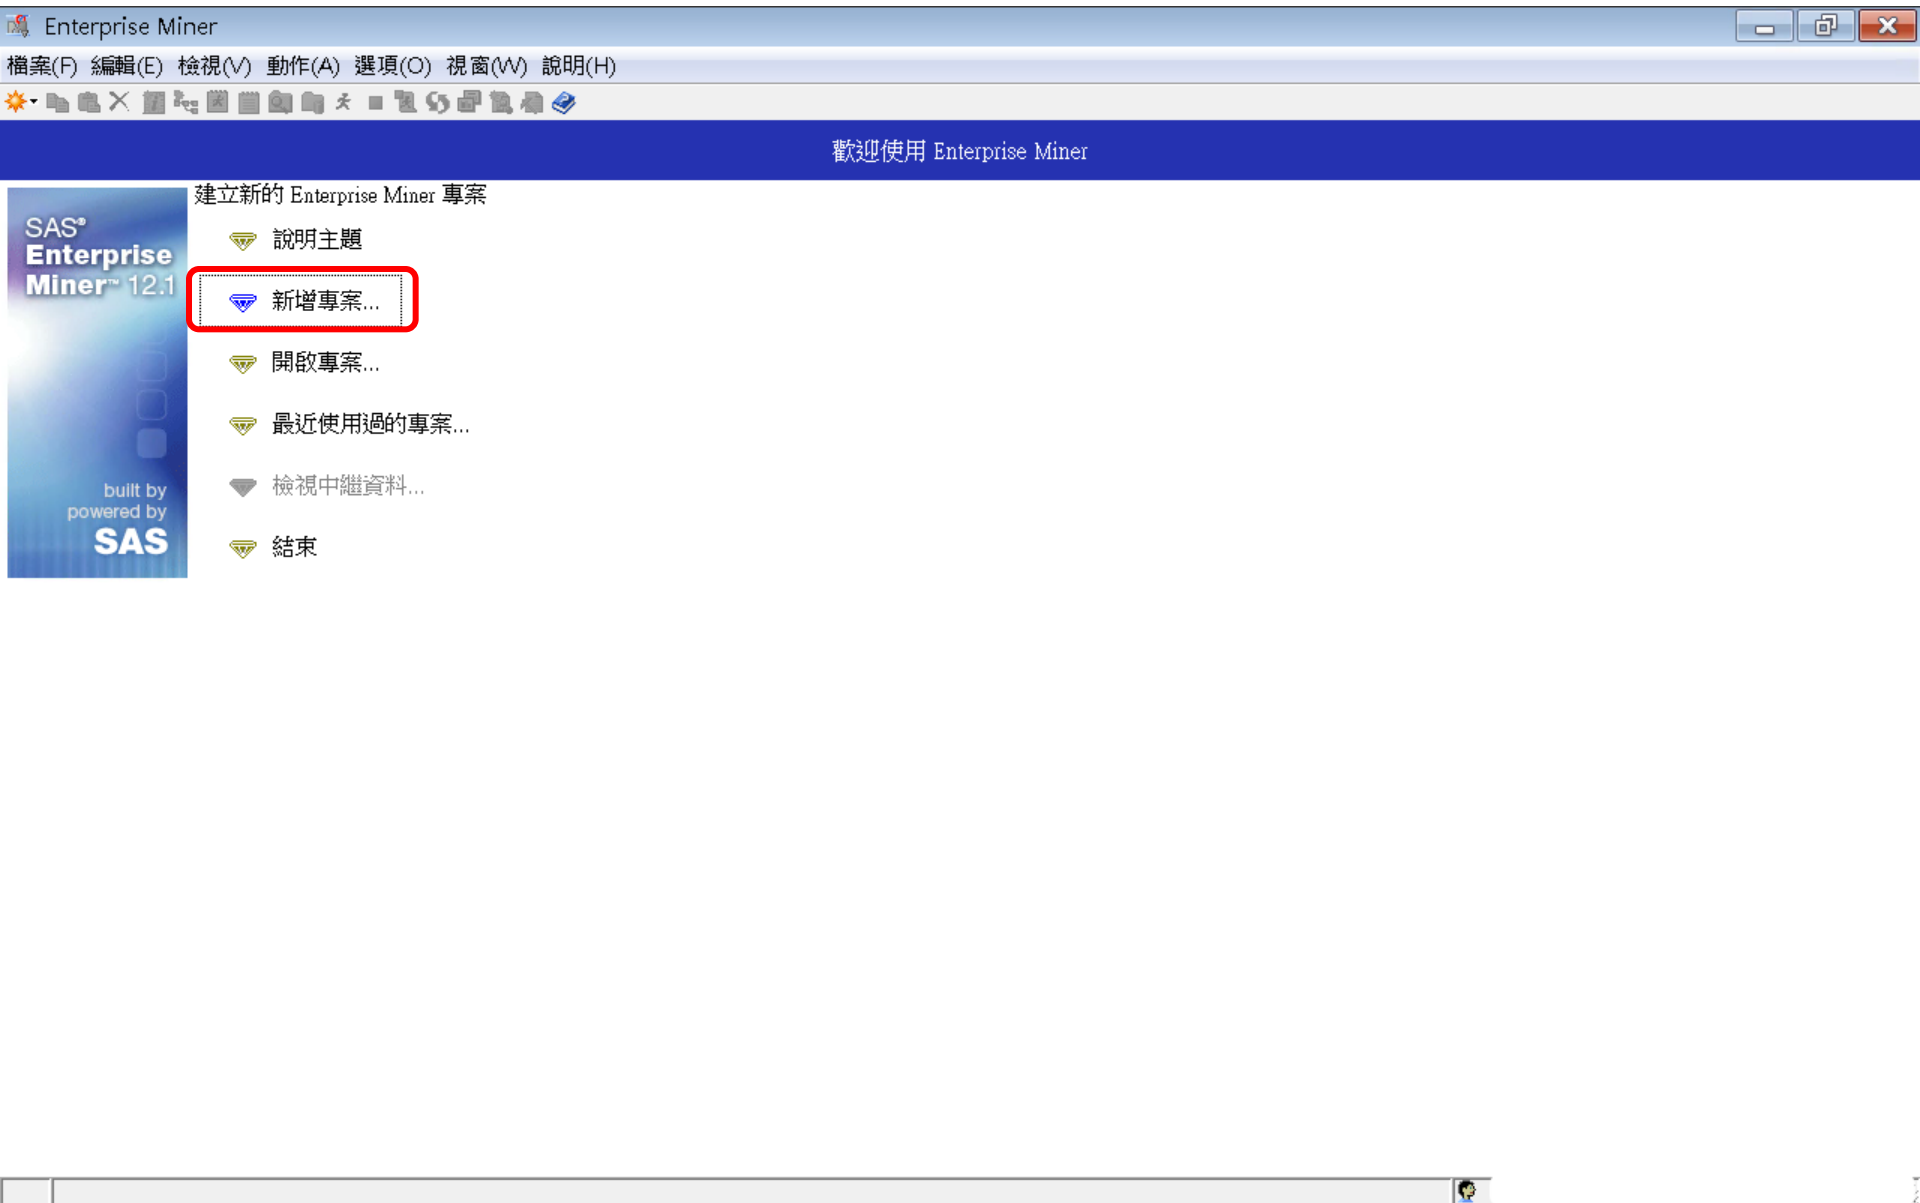 Enterprise Miner
檔案(F) 編輯(E) 檢視(V) 動作(A) 選項(O) 視窗(W) 說明(H)
歡迎使用 Enterprise Miner
建立新的 Enterprise Miner 專案
SAS®
Enterprise
Miner™ 12.1
built by
powered by
SAS
說明主題
新增專案...
開啟專案...
最近使用過的專案...
檢視中繼資料...
結束